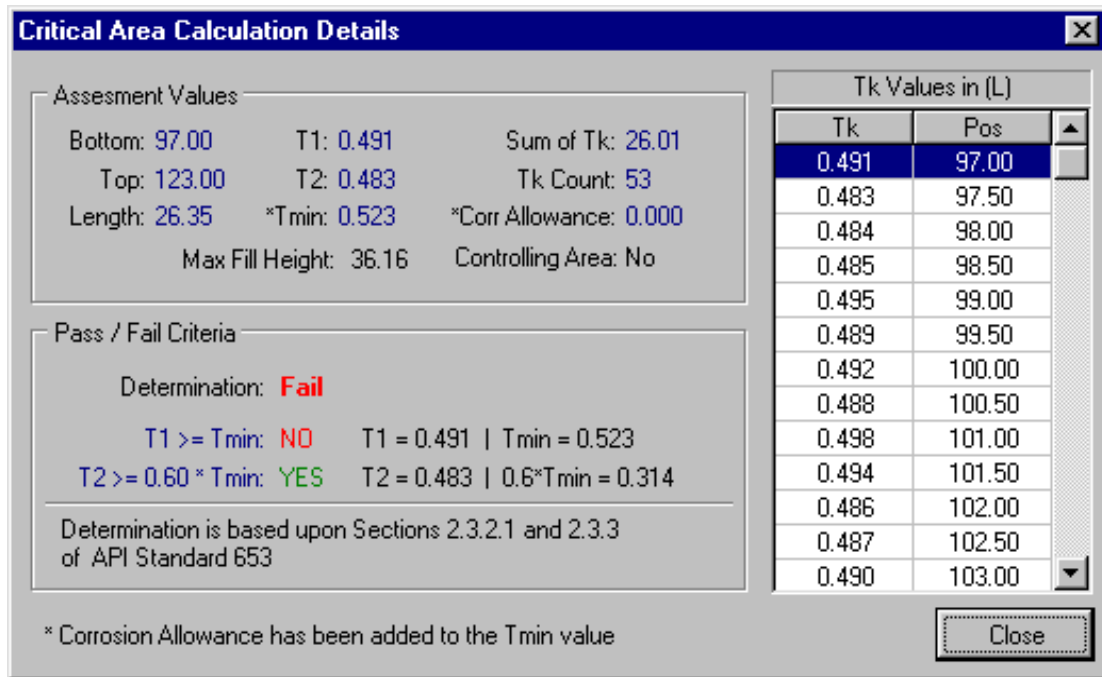 Critical Area Calculation Details
Assesment Values
Bottom: 97.00 T1: 0.491 Sum of Tk: 26.01
Top: 123.00 T2: 0.483 Tk Count: 53
Length: 26.35 *Tmin: 0.523 *Corr Allowance: 0.000
Max Fill Height: 36.16 Controlling Area: No
Pass / Fail Criteria
Determination: Fail
T1 >= Tmin: NO T1 = 0.491 | Tmin = 0.523
T2 >= 0.60 * Tmin: YES T2 = 0.483 | 0.6*Tmin = 0.314
Determination is based upon Sections 2.3.2.1 and 2.3.3
of API Standard 653
* Corrosion Allowance has been added to the Tmin value
Tk Values in (L)
Tk Pos
0.491 97.00
0.483 97.50
0.484 98.00
0.485 98.50
0.495 99.00
0.489 99.50
0.492 100.00
0.488 100.50
0.498 101.00
0.494 101.50
0.486 102.00
0.487 102.50
0.490 103.00
Close